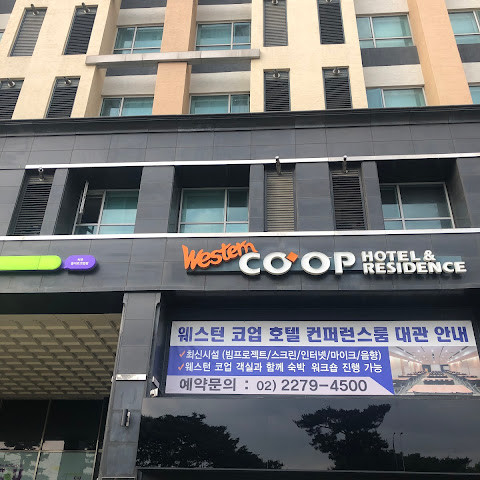 Western CO·OP HOTEL & RESIDENCE
웨스턴 코업 호텔 컨퍼런스룸 대관 안내
✓최신시설 (빔프로젝트/스크린/인터넷/마이크/음향)
✓웨스턴 코업 객실과 함께 숙박 워크숍 진행 가능
예약문의 : 02) 2279-4500